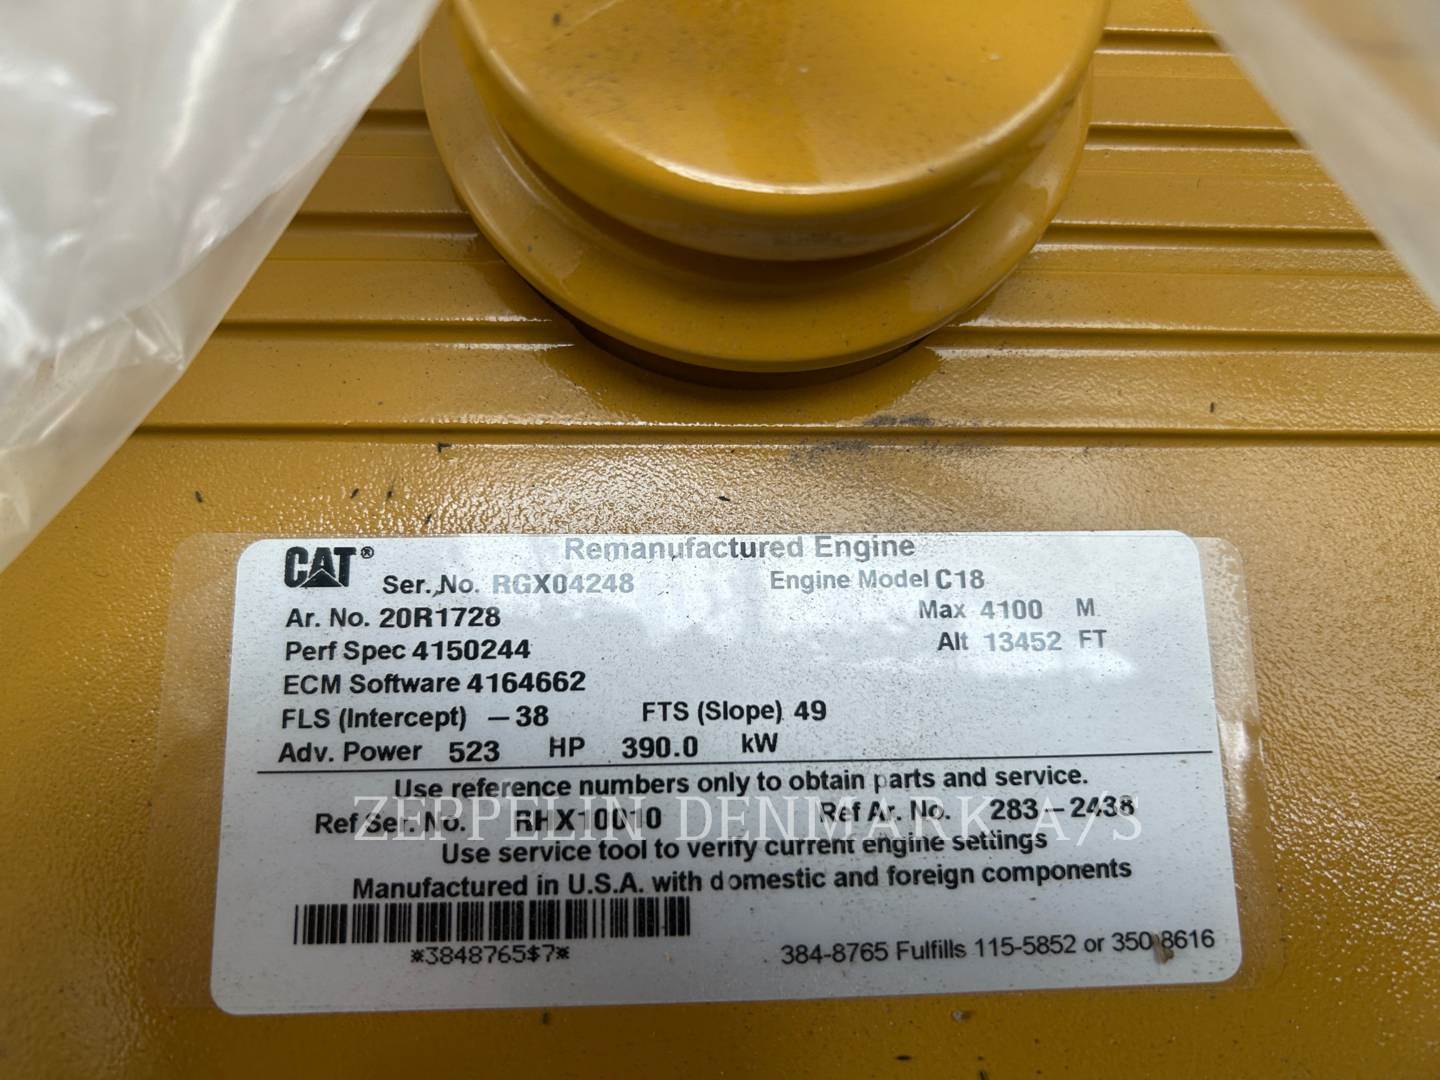 CAT® Remanufactured Engine
Ser. No. RGX04248 Engine Model C18
Ar. No. 20R1728 Max 4100 M
Perf Spec 4150244 Alt 13452 FT
ECM Software 4164662
FLS (Intercept) −38 FTS (Slope) 49
Adv. Power 523 HP 390.0 kW
Use reference numbers only to obtain parts and service.
ZEPPELIN DENMARK A/S
Ref Ser. No. RHX10010 Ref Ar. No. 283−2438
Use service tool to verify current engine settings
Manufactured in U.S.A. with domestic and foreign components
*3848765$7*
384-8765 Fulfills 115-5852 or 350-8616